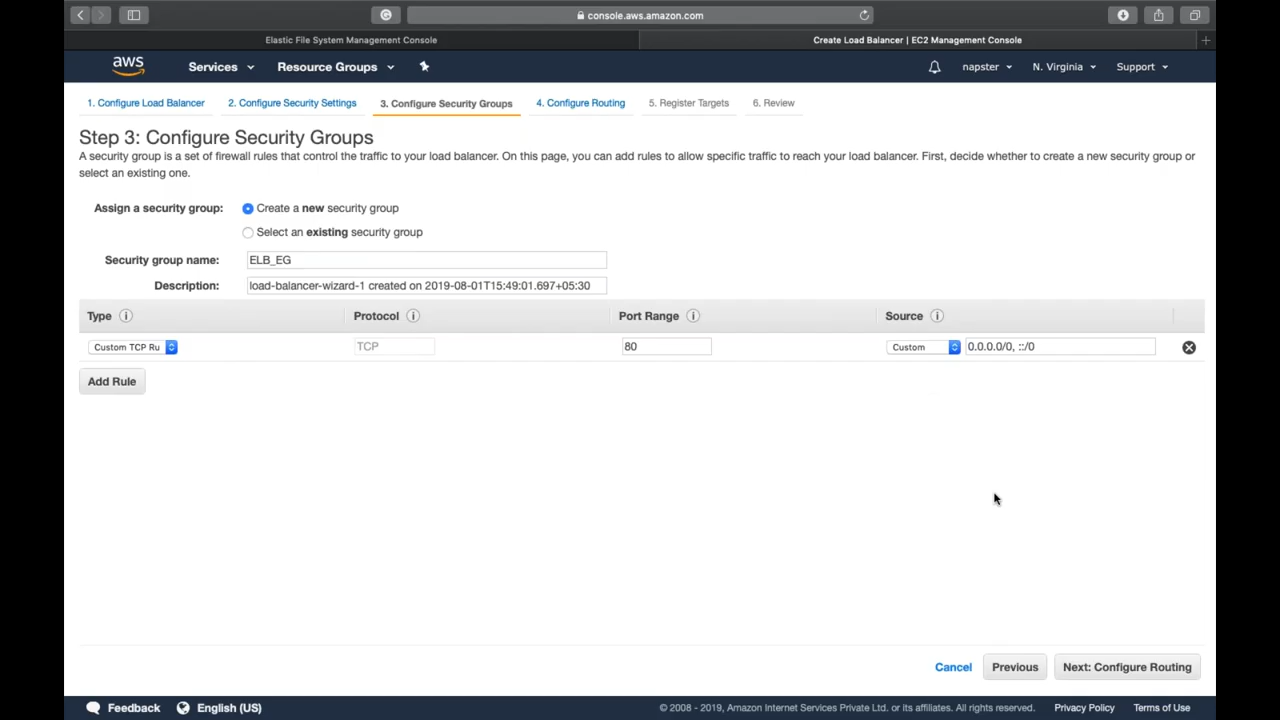 console.aws.amazon.com
Elastic File System Management Console
Create Load Balancer | EC2 Management Console
aws
Services
Resource Groups
napster
N. Virginia
Support
1. Configure Load Balancer
2. Configure Security Settings
3. Configure Security Groups
4. Configure Routing
5. Register Targets
6. Review
Step 3: Configure Security Groups
A security group is a set of firewall rules that control the traffic to your load balancer. On this page, you can add rules to allow specific traffic to reach your load balancer. First, decide whether to create a new security group or
select an existing one.
Assign a security group:
Create a new security group
Select an existing security group
Security group name:
ELB_EG
Description:
load-balancer-wizard-1 created on 2019-08-01T15:49:01.697+05:30
Type
Protocol
Port Range
Source
Custom TCP Ru
TCP
80
Custom
0.0.0.0/0, ::/0
Add Rule
Cancel
Previous
Next: Configure Routing
Feedback
English (US)
© 2008 - 2019, Amazon Internet Services Private Ltd. or its affiliates. All rights reserved.
Privacy Policy
Terms of Use